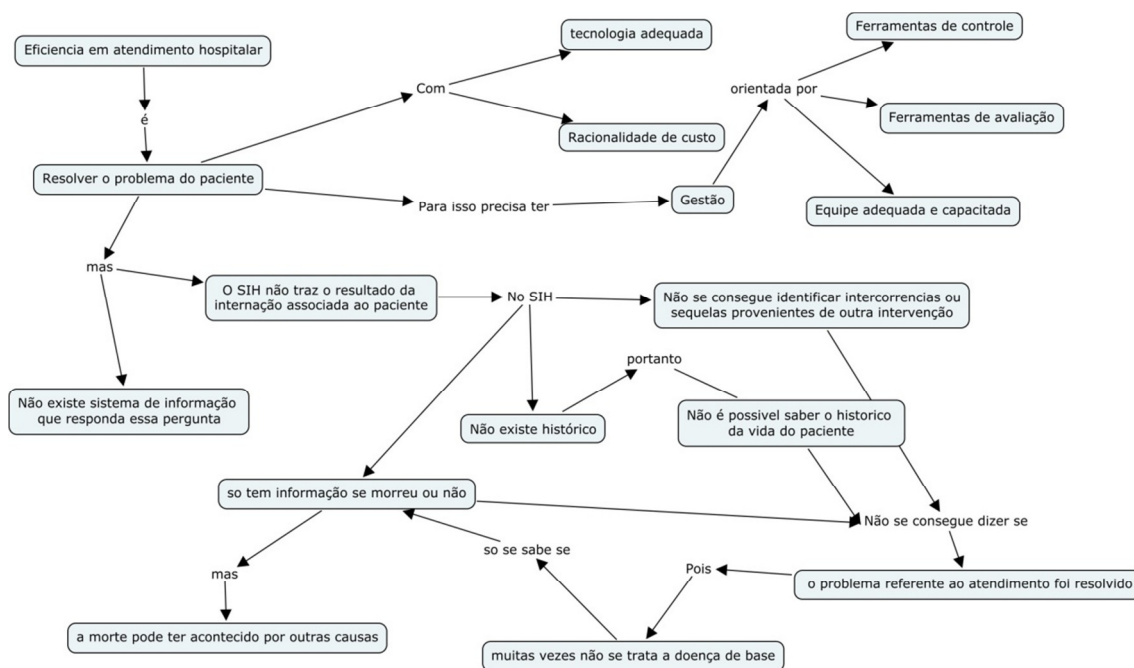 Eficiencia em atendimento hospitalar
é
Resolver o problema do paciente
Com
tecnologia adequada
Racionalidade de custo
Para isso precisa ter
Gestão
orientada por
Ferramentas de controle
Ferramentas de avaliação
Equipe adequada e capacitada
mas
O SIH não traz o resultado da
internação associada ao paciente
Não existe sistema de informação
que responda essa pergunta
No SIH
Não se consegue identificar intercorrencias ou
sequelas provenientes de outra intervenção
Não existe histórico
portanto
Não é possivel saber o historico
da vida do paciente
so tem informação se morreu ou não
Não se consegue dizer se
o problema referente ao atendimento foi resolvido
Pois
muitas vezes não se trata a doença de base
so se sabe se
mas
a morte pode ter acontecido por outras causas